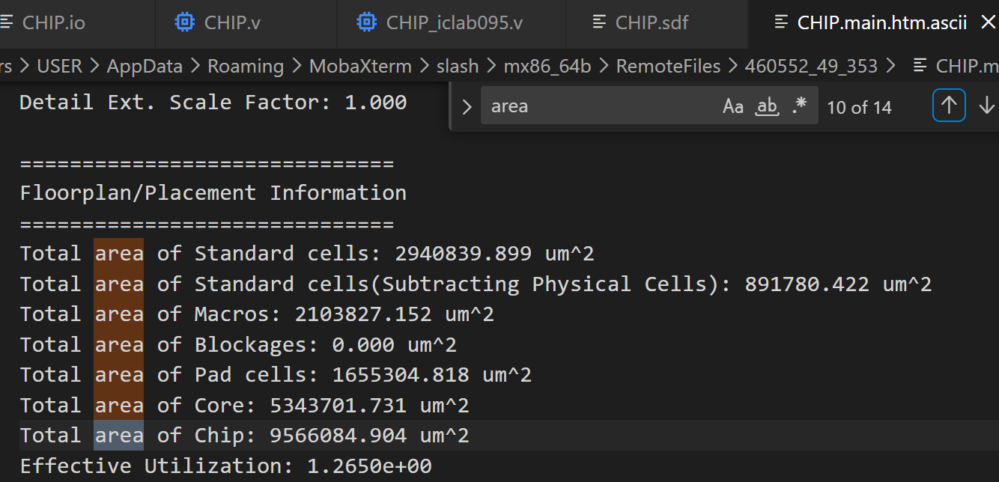 CHIP.io CHIP.v CHIP_iclab095.v CHIP.sdf CHIP.main.htm.ascii
rs > USER > AppData > Roaming > MobaXterm > slash > mx86_64b > RemoteFiles > 460552_49_353 > CHIP.m
Detail Ext. Scale Factor: 1.000
area Aa ab .* 10 of 14
==============================
Floorplan/Placement Information
==============================
Total area of Standard cells: 2940839.899 um^2
Total area of Standard cells(Subtracting Physical Cells): 891780.422 um^2
Total area of Macros: 2103827.152 um^2
Total area of Blockages: 0.000 um^2
Total area of Pad cells: 1655304.818 um^2
Total area of Core: 5343701.731 um^2
Total area of Chip: 9566084.904 um^2
Effective Utilization: 1.2650e+00